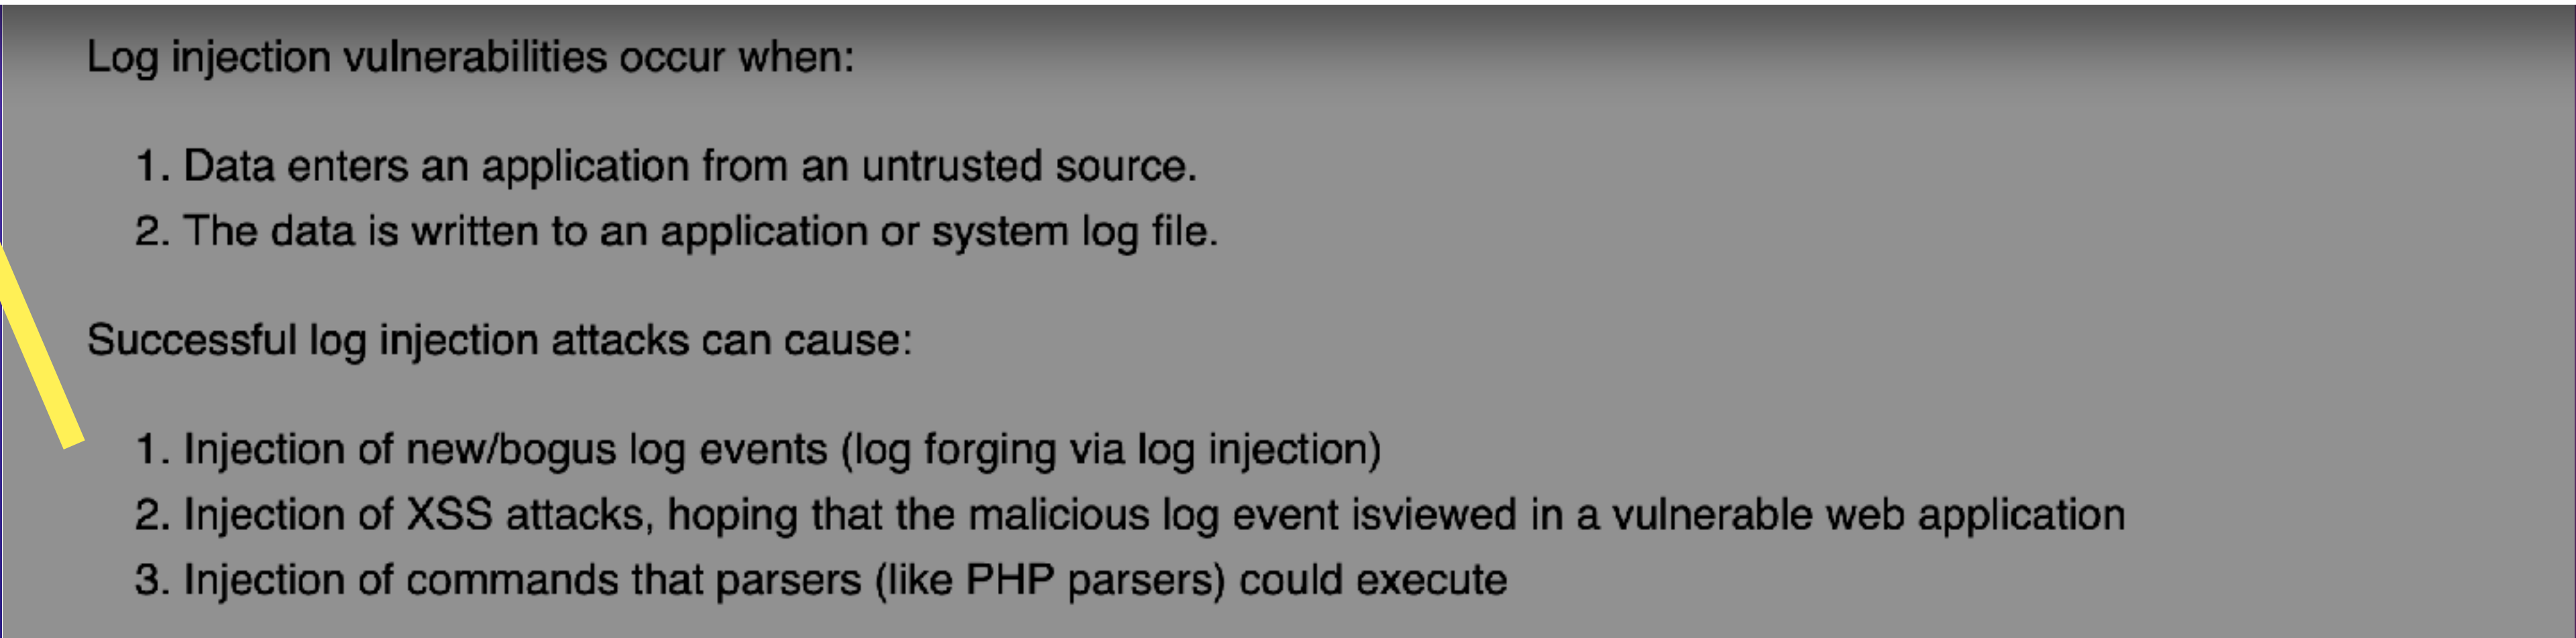 Log injection vulnerabilities occur when:
1. Data enters an application from an untrusted source.
2. The data is written to an application or system log file.
Successful log injection attacks can cause:
1. Injection of new/bogus log events (log forging via log injection)
2. Injection of XSS attacks, hoping that the malicious log event isviewed in a vulnerable web application
3. Injection of commands that parsers (like PHP parsers) could execute